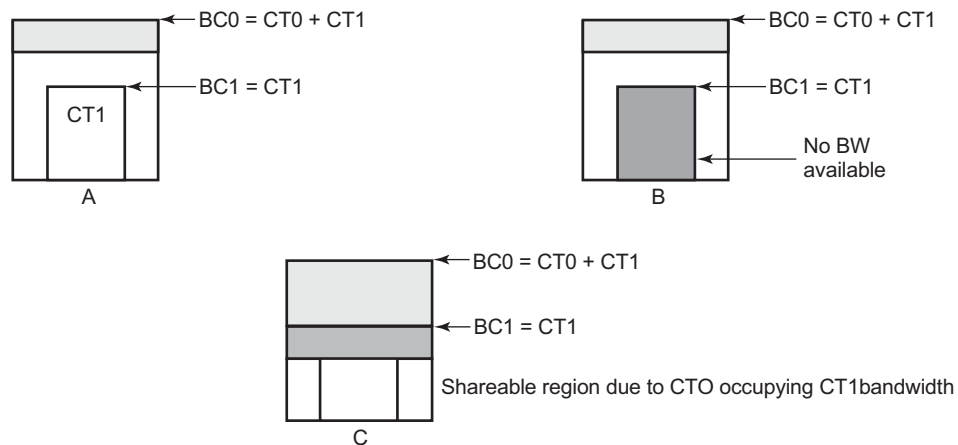 BC0 = CT0 + CT1
BC1 = CT1
CT1
A
BC0 = CT0 + CT1
BC1 = CT1
No BW
available
B
BC0 = CT0 + CT1
BC1 = CT1
Shareable region due to CTO occupying CT1bandwidth
C